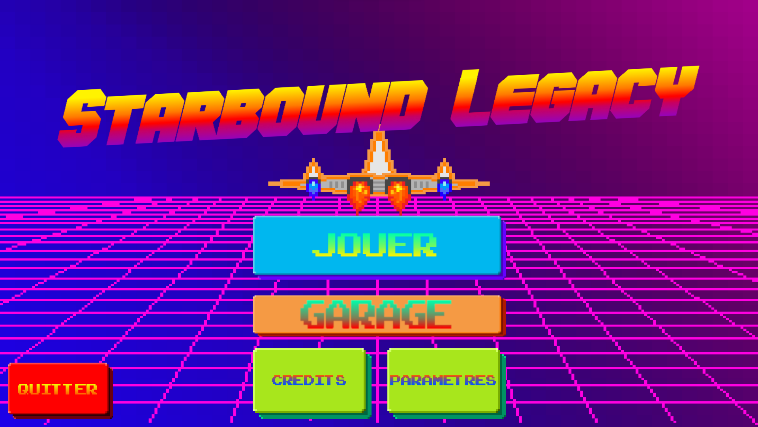 STARBOUND LEGACY
JOUER
GARAGE
CREDITS
PARAMETRES
QUITTER